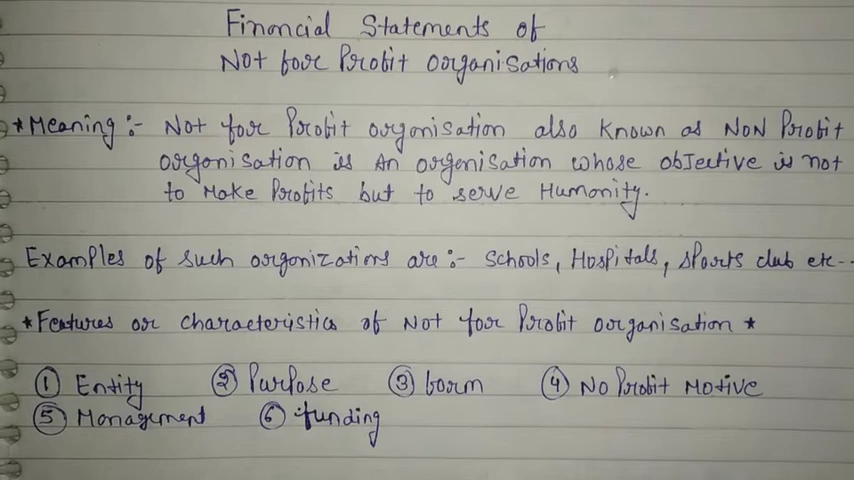 Financial Statements of
Not for Profit Organisations
*Meaning:- Not for Profit organisation also known as Non Profit
organisation is an organisation whose objective is not
to make Profits but to serve Humanity.
Examples of such organizations are:- Schools, Hospitals, sports club etc--
*Features or characteristics of Not for Profit organisation*
① Entity ② Purpose ③ form ④ No Profit Motive
⑤ Management ⑥ funding